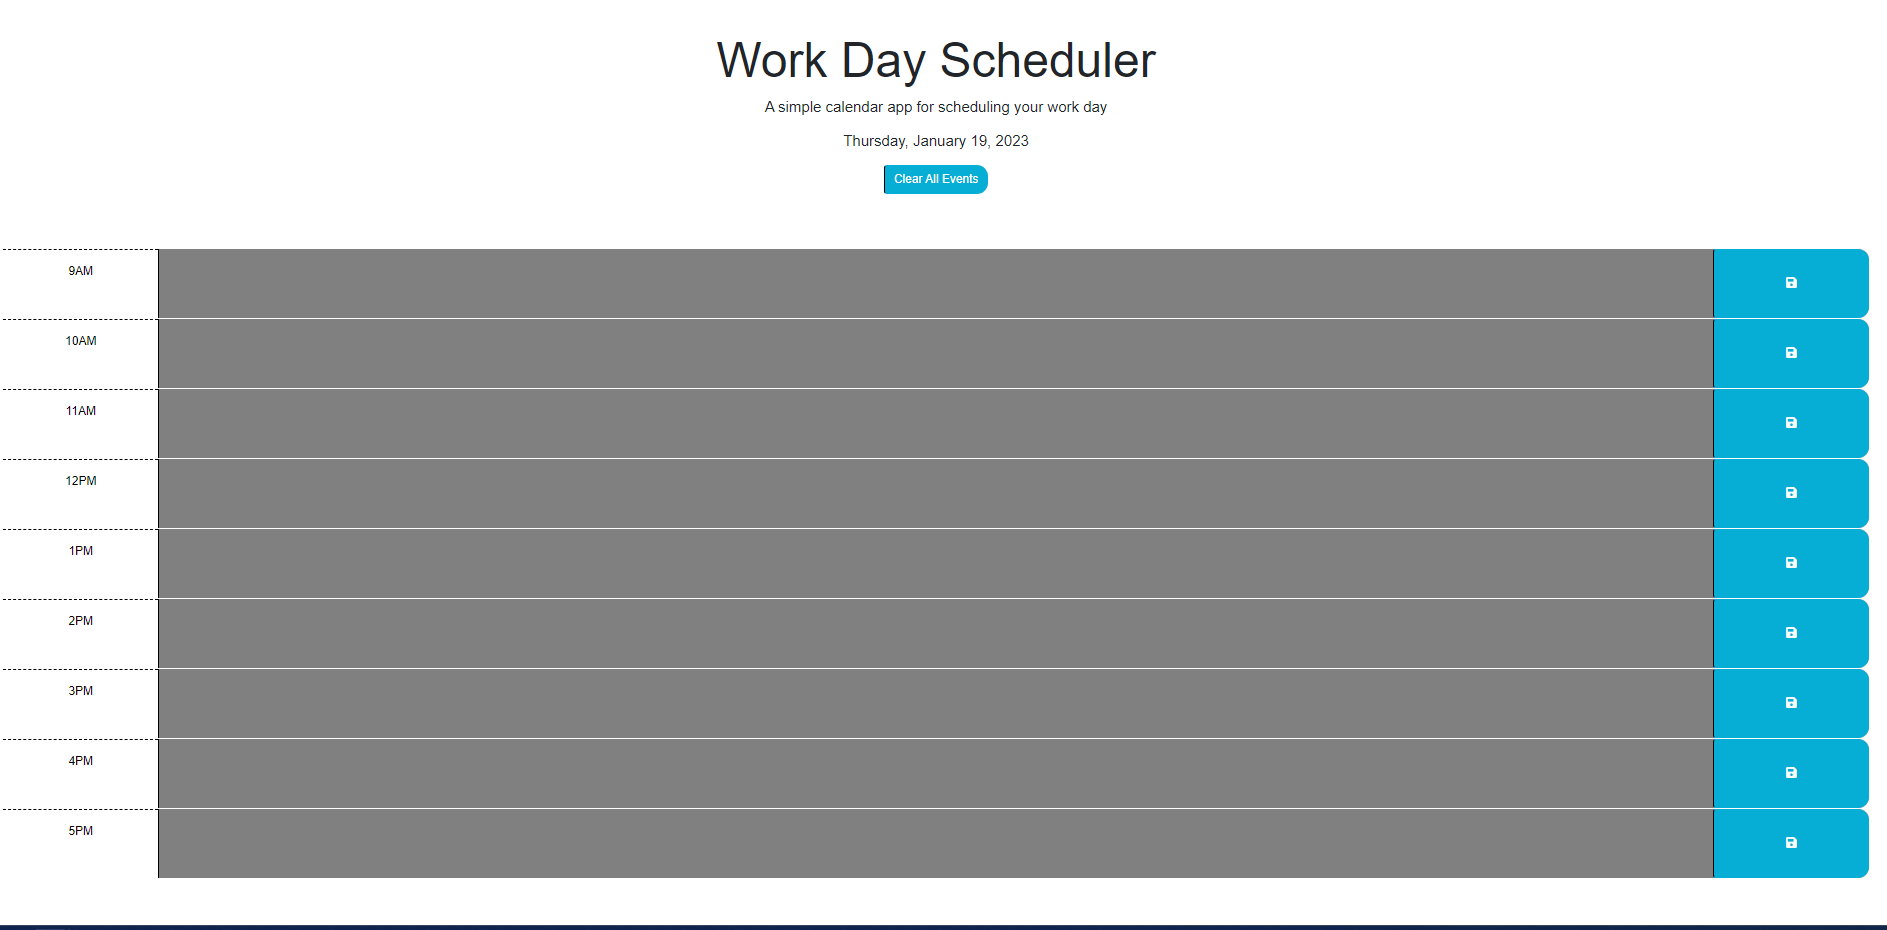 Work Day Scheduler
A simple calendar app for scheduling your work day
Thursday, January 19, 2023
Clear All Events
9AM
10AM
11AM
12PM
1PM
2PM
3PM
4PM
5PM